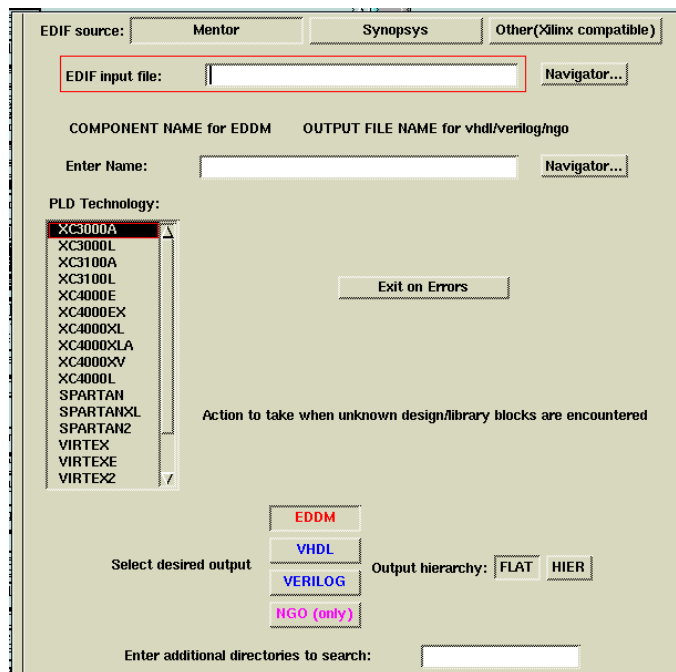 EDIF source: Mentor Synopsys Other(Xilinx compatible)
EDIF input file: Navigator...
COMPONENT NAME for EDDM OUTPUT FILE NAME for vhdl/verilog/ngo
Enter Name: Navigator...
PLD Technology:
XC3000A
XC3000L
XC3100A
XC3100L
XC4000E
XC4000EX
XC4000XL
XC4000XLA
XC4000XV
XC4000L
SPARTAN
SPARTANXL
SPARTAN2
VIRTEX
VIRTEXE
VIRTEX2
Exit on Errors
Action to take when unknown design/library blocks are encountered
Select desired output
EDDM
VHDL
VERILOG
NGO (only)
Output hierarchy: FLAT HIER
Enter additional directories to search: